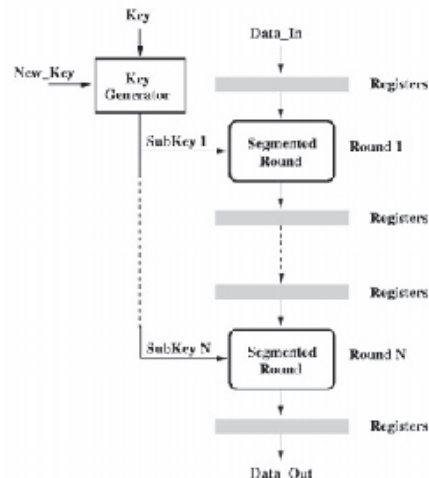 Key
Data_In
New_Key
Key
Generator
Registers
SubKey 1
Segmented
Round
Round 1
Registers
Registers
SubKey N
Segmented
Round
Round N
Registers
Data_Out